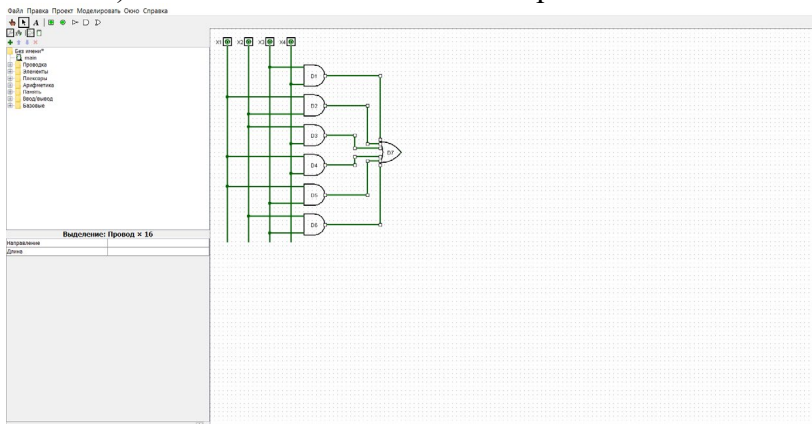 Файл Правка Проект Моделировать Окно Справка
A
Без имени*
main
Проводка
Элементы
Плексоры
Арифметика
Память
Ввод/вывод
Базовые
Выделение: Провод × 16
Направление
Длина
X1 X2 X3 X4
D1
D2
D3
D7
D4
D5
D6